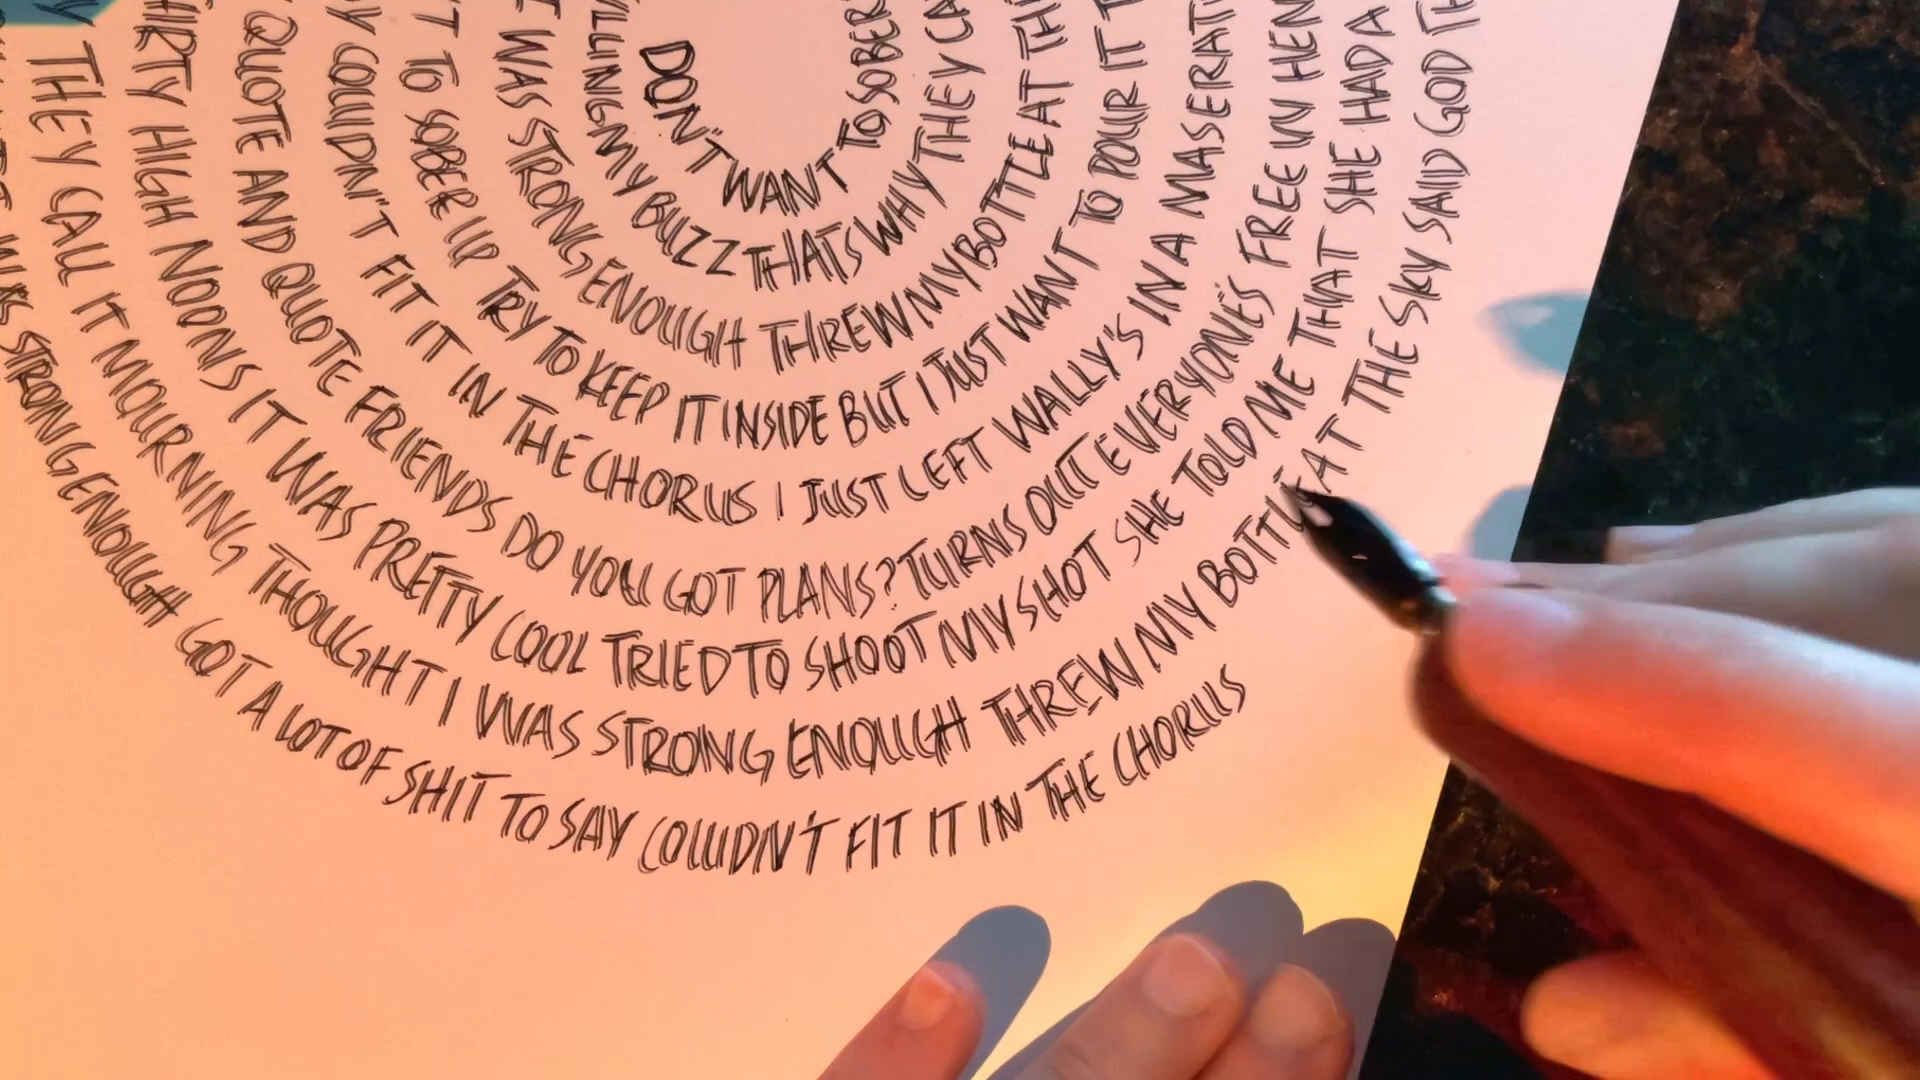 DON'T WANT TO SOBER
MY BUZZ THATS WHY THEY CA
T WAS STRONG ENOUGH THREW MY BOTTLE AT TH
T TO SOBER UP TRY TO KEEP IT INSIDE BUT I JUST WANT TO POUR IT
COULDN'T FIT IT IN THE CHORUS I JUST LEFT WALLY'S IN A MASERATI
QUOTE AND QUOTE FRIENDS DO YOU GOT PLANS? TURNS OUT EVERYONE'S FREE IN HEN
HIRTY HIGH NOONS IT WAS PRETTY COOL TRIED TO SHOOT MY SHOT SHE TOLD ME THAT SHE HAD A
THEY CALL IT MOURNING THOUGHT I WAS STRONG ENOUGH THREW MY BOTTLE AT THE SKY SAID GOD TH
STRONG ENOUGH GOT A LOT OF SHIT TO SAY COUDN'T FIT IT IN THE CHORUS